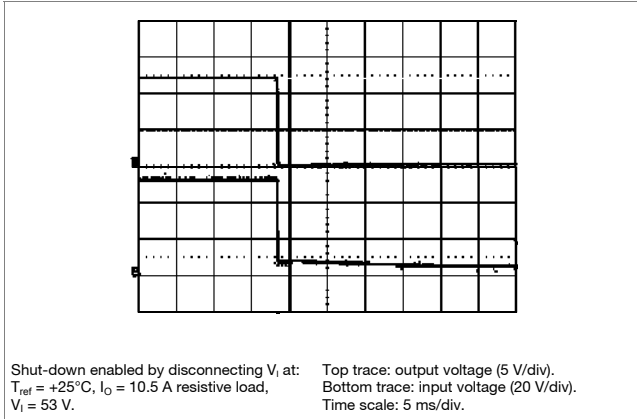 Shut-down enabled by disconnecting VI at:
Tref = +25°C, IO = 10.5 A resistive load,
VI = 53 V.
Top trace: output voltage (5 V/div).
Bottom trace: input voltage (20 V/div).
Time scale: 5 ms/div.